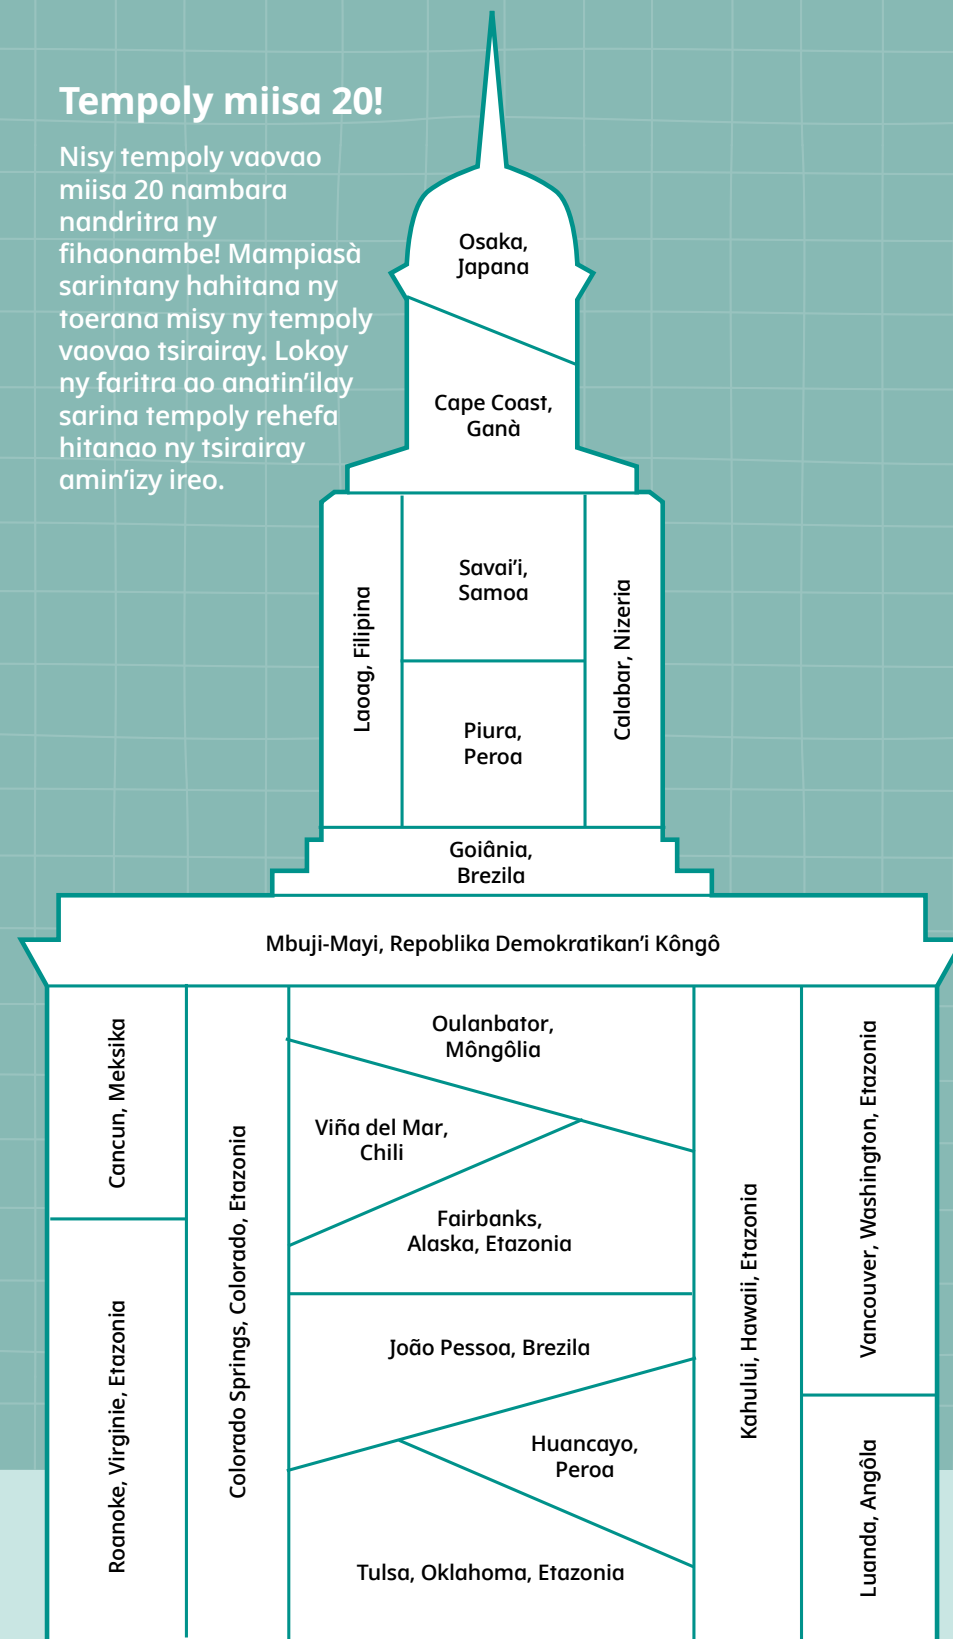 Tempoly miisa 20!
Nisy tempoly vaovao
miisa 20 nambara
nandritra ny
fihaonambe! Mampiasà
sarintany hahitana ny
toerana misy ny tempoly
vaovao tsirairay. Lokoy
ny faritra ao anatin’ilay
sarina tempoly rehefa
hitanao ny tsirairay
amin’izy ireo.
Osaka,
Japana
Cape Coast,
Ganà
Laoag, Filipina
Savai’i,
Samoa
Calabar, Nizeria
Piura,
Peroa
Goiânia,
Brezila
Mbuji-Mayi, Repoblika Demokratikan’i Kôngô
Cancun, Meksika
Roanoke, Virginie, Etazonia
Colorado Springs, Colorado, Etazonia
Oulanbator,
Môngôlia
Viña del Mar,
Chili
Fairbanks,
Alaska, Etazonia
João Pessoa, Brezila
Huancayo,
Peroa
Tulsa, Oklahoma, Etazonia
Kahului, Hawaii, Etazonia
Vancouver, Washington, Etazonia
Luanda, Angôla